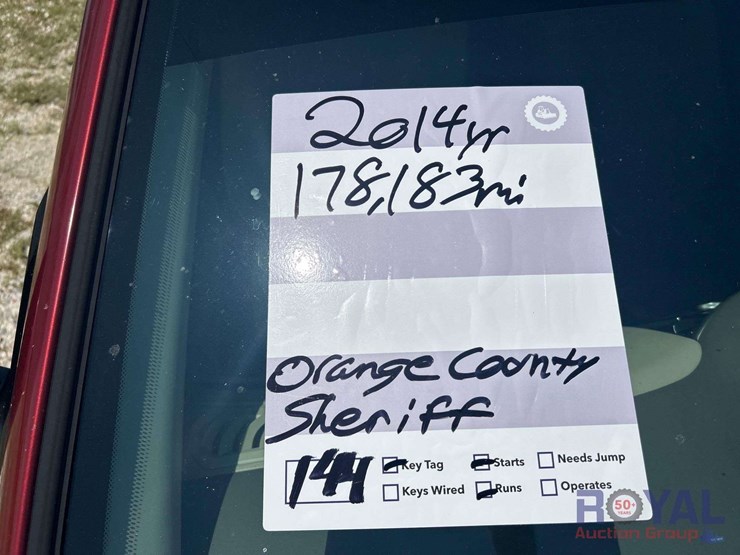 2014yr
178,183mi
Orange County
Sheriff
144 Key Tag Starts Needs Jump
Keys Wired Runs Operates
ROYAL
50+
YEARS
Auction Group